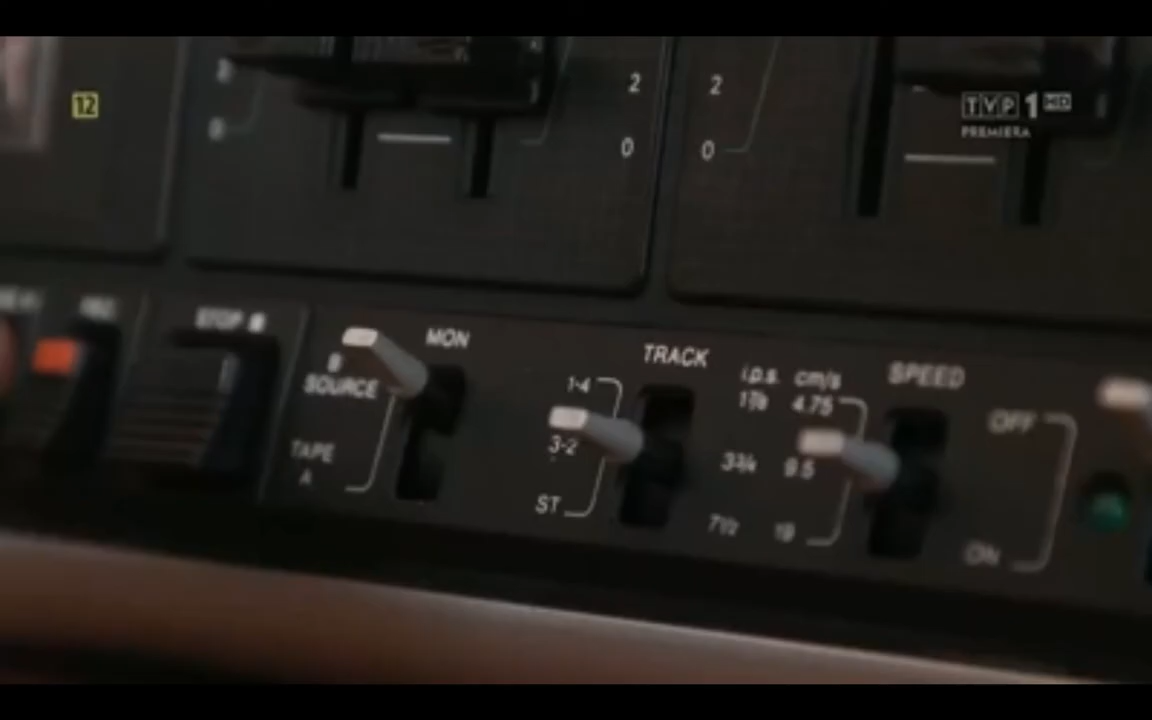 12
TVP 1 HD
PREMIERA
2
0
2
0
STOP
MON
B
SOURCE
TAPE
A
TRACK
1-4
3-2
ST
i.p.s. cm/s
1⅞ 4.75
3¾ 9.5
7½ 19
SPEED
OFF
ON